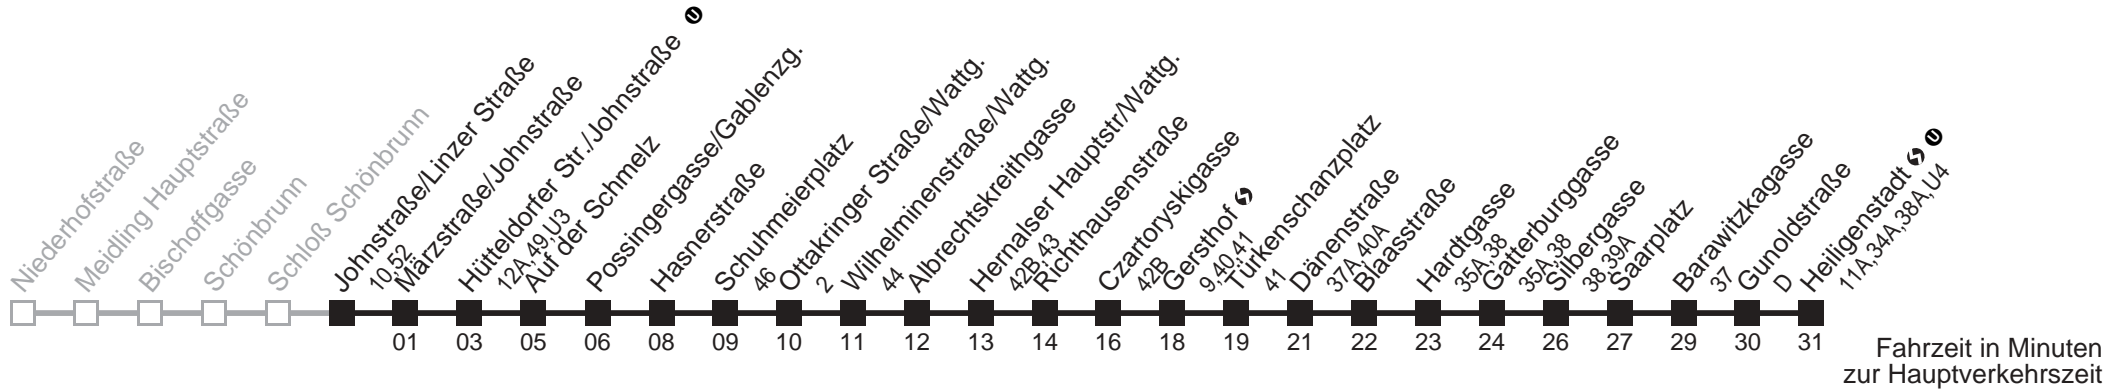 Niederhofstraße
Meidling Hauptstraße
Bischoffgasse
Schönbrunn
Schloß Schönbrunn
Johnstraße/Linzer Straße
10,52
Märzstraße/Johnstraße
Hütteldorfer Str./Johnstraße U
12A,49,U3
Auf der Schmelz
Possingergasse/Gablenzg.
Hasnerstraße
Schuhmeierplatz
46
Ottakringer Straße/Wattg.
2
Wilhelminenstraße/Wattg.
44
Albrechtskreithgasse
Hernalser Hauptstr/Wattg.
42B,43
Richthausenstraße
Czartoryskigasse
42B
Gersthof
9,40,41
Türkenschanzplatz
41
Dänenstraße
37A,40A
Blaasstraße
Hardtgasse
35A,38
Gatterburggasse
35A,38
Silbergasse
38,39A
Saarplatz
Barawitzkagasse
37
Gunoldstraße
D
Heiligenstadt U
11A,34A,38A,U4
01 03 05 06 08 09 10 11 12 13 14 16 18 19 21 22 23 24 26 27 29 30 31
Fahrzeit in Minuten
zur Hauptverkehrszeit